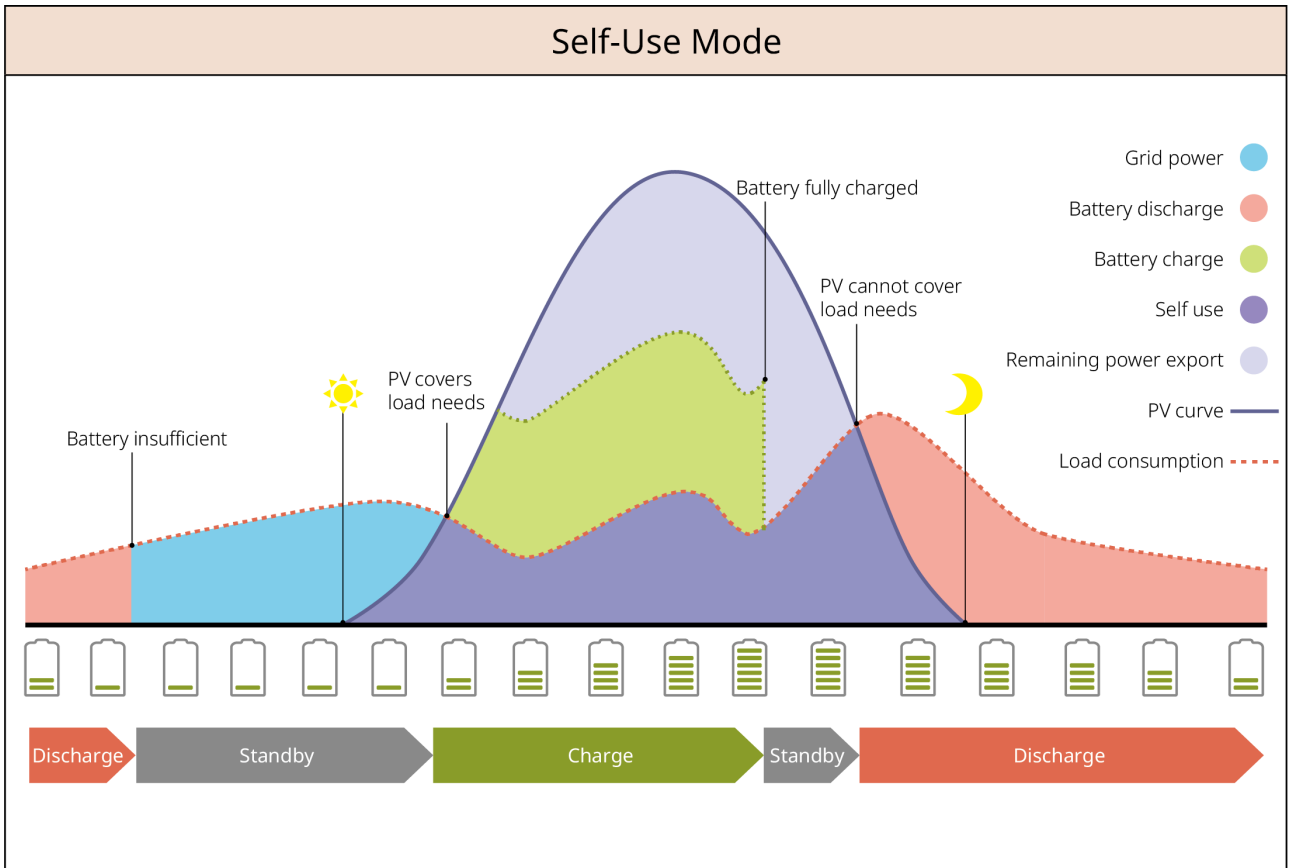 Self-Use Mode
Grid power
Battery discharge
Battery charge
Self use
Remaining power export
PV curve
Load consumption
Battery fully charged
PV cannot cover
load needs
PV covers
load needs
Battery insufficient
Discharge
Standby
Charge
Standby
Discharge